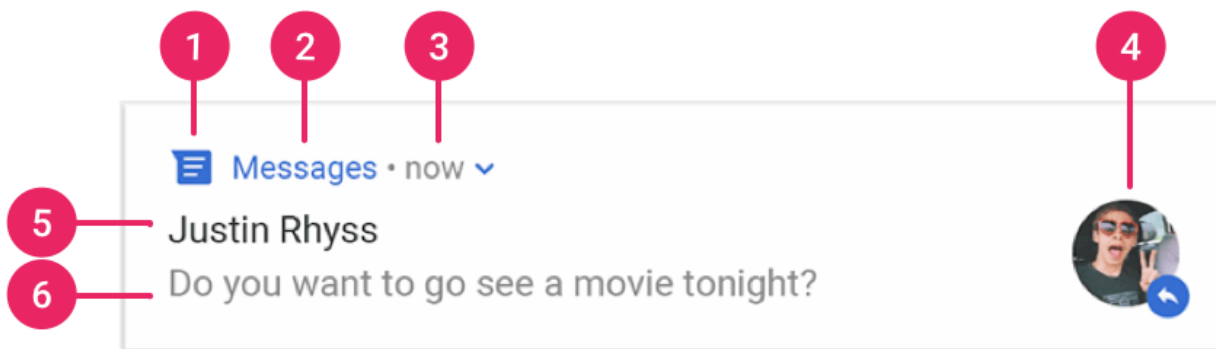 1 2 3 4
Messages • now
5 Justin Rhyss
6 Do you want to go see a movie tonight?